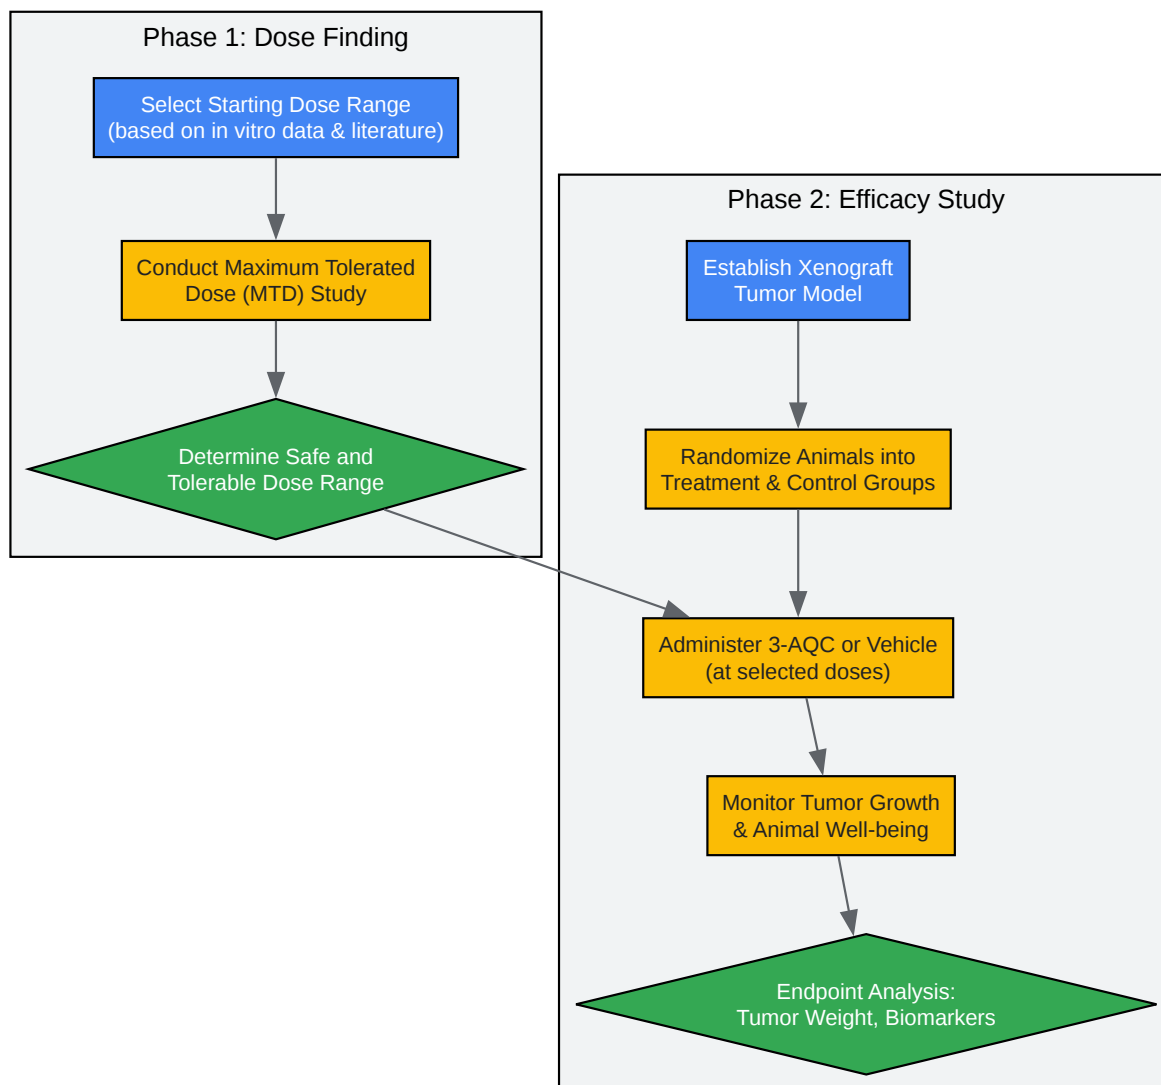 Phase 1: Dose Finding
Select Starting Dose Range
(based on in vitro data & literature)
Conduct Maximum Tolerated
Dose (MTD) Study
Determine Safe and
Tolerable Dose Range
Phase 2: Efficacy Study
Establish Xenograft
Tumor Model
Randomize Animals into
Treatment & Control Groups
Administer 3-AQC or Vehicle
(at selected doses)
Monitor Tumor Growth
& Animal Well-being
Endpoint Analysis:
Tumor Weight, Biomarkers